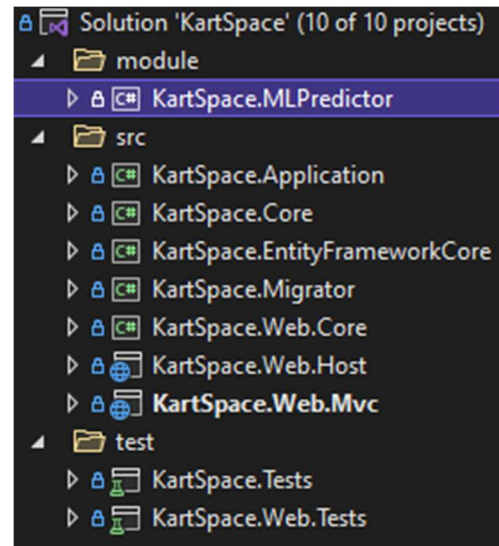 Solution 'KartSpace' (10 of 10 projects)
module
C# KartSpace.MLPredictor
src
C# KartSpace.Application
C# KartSpace.Core
C# KartSpace.EntityFrameworkCore
C# KartSpace.Migrator
C# KartSpace.Web.Core
KartSpace.Web.Host
KartSpace.Web.Mvc
test
KartSpace.Tests
KartSpace.Web.Tests